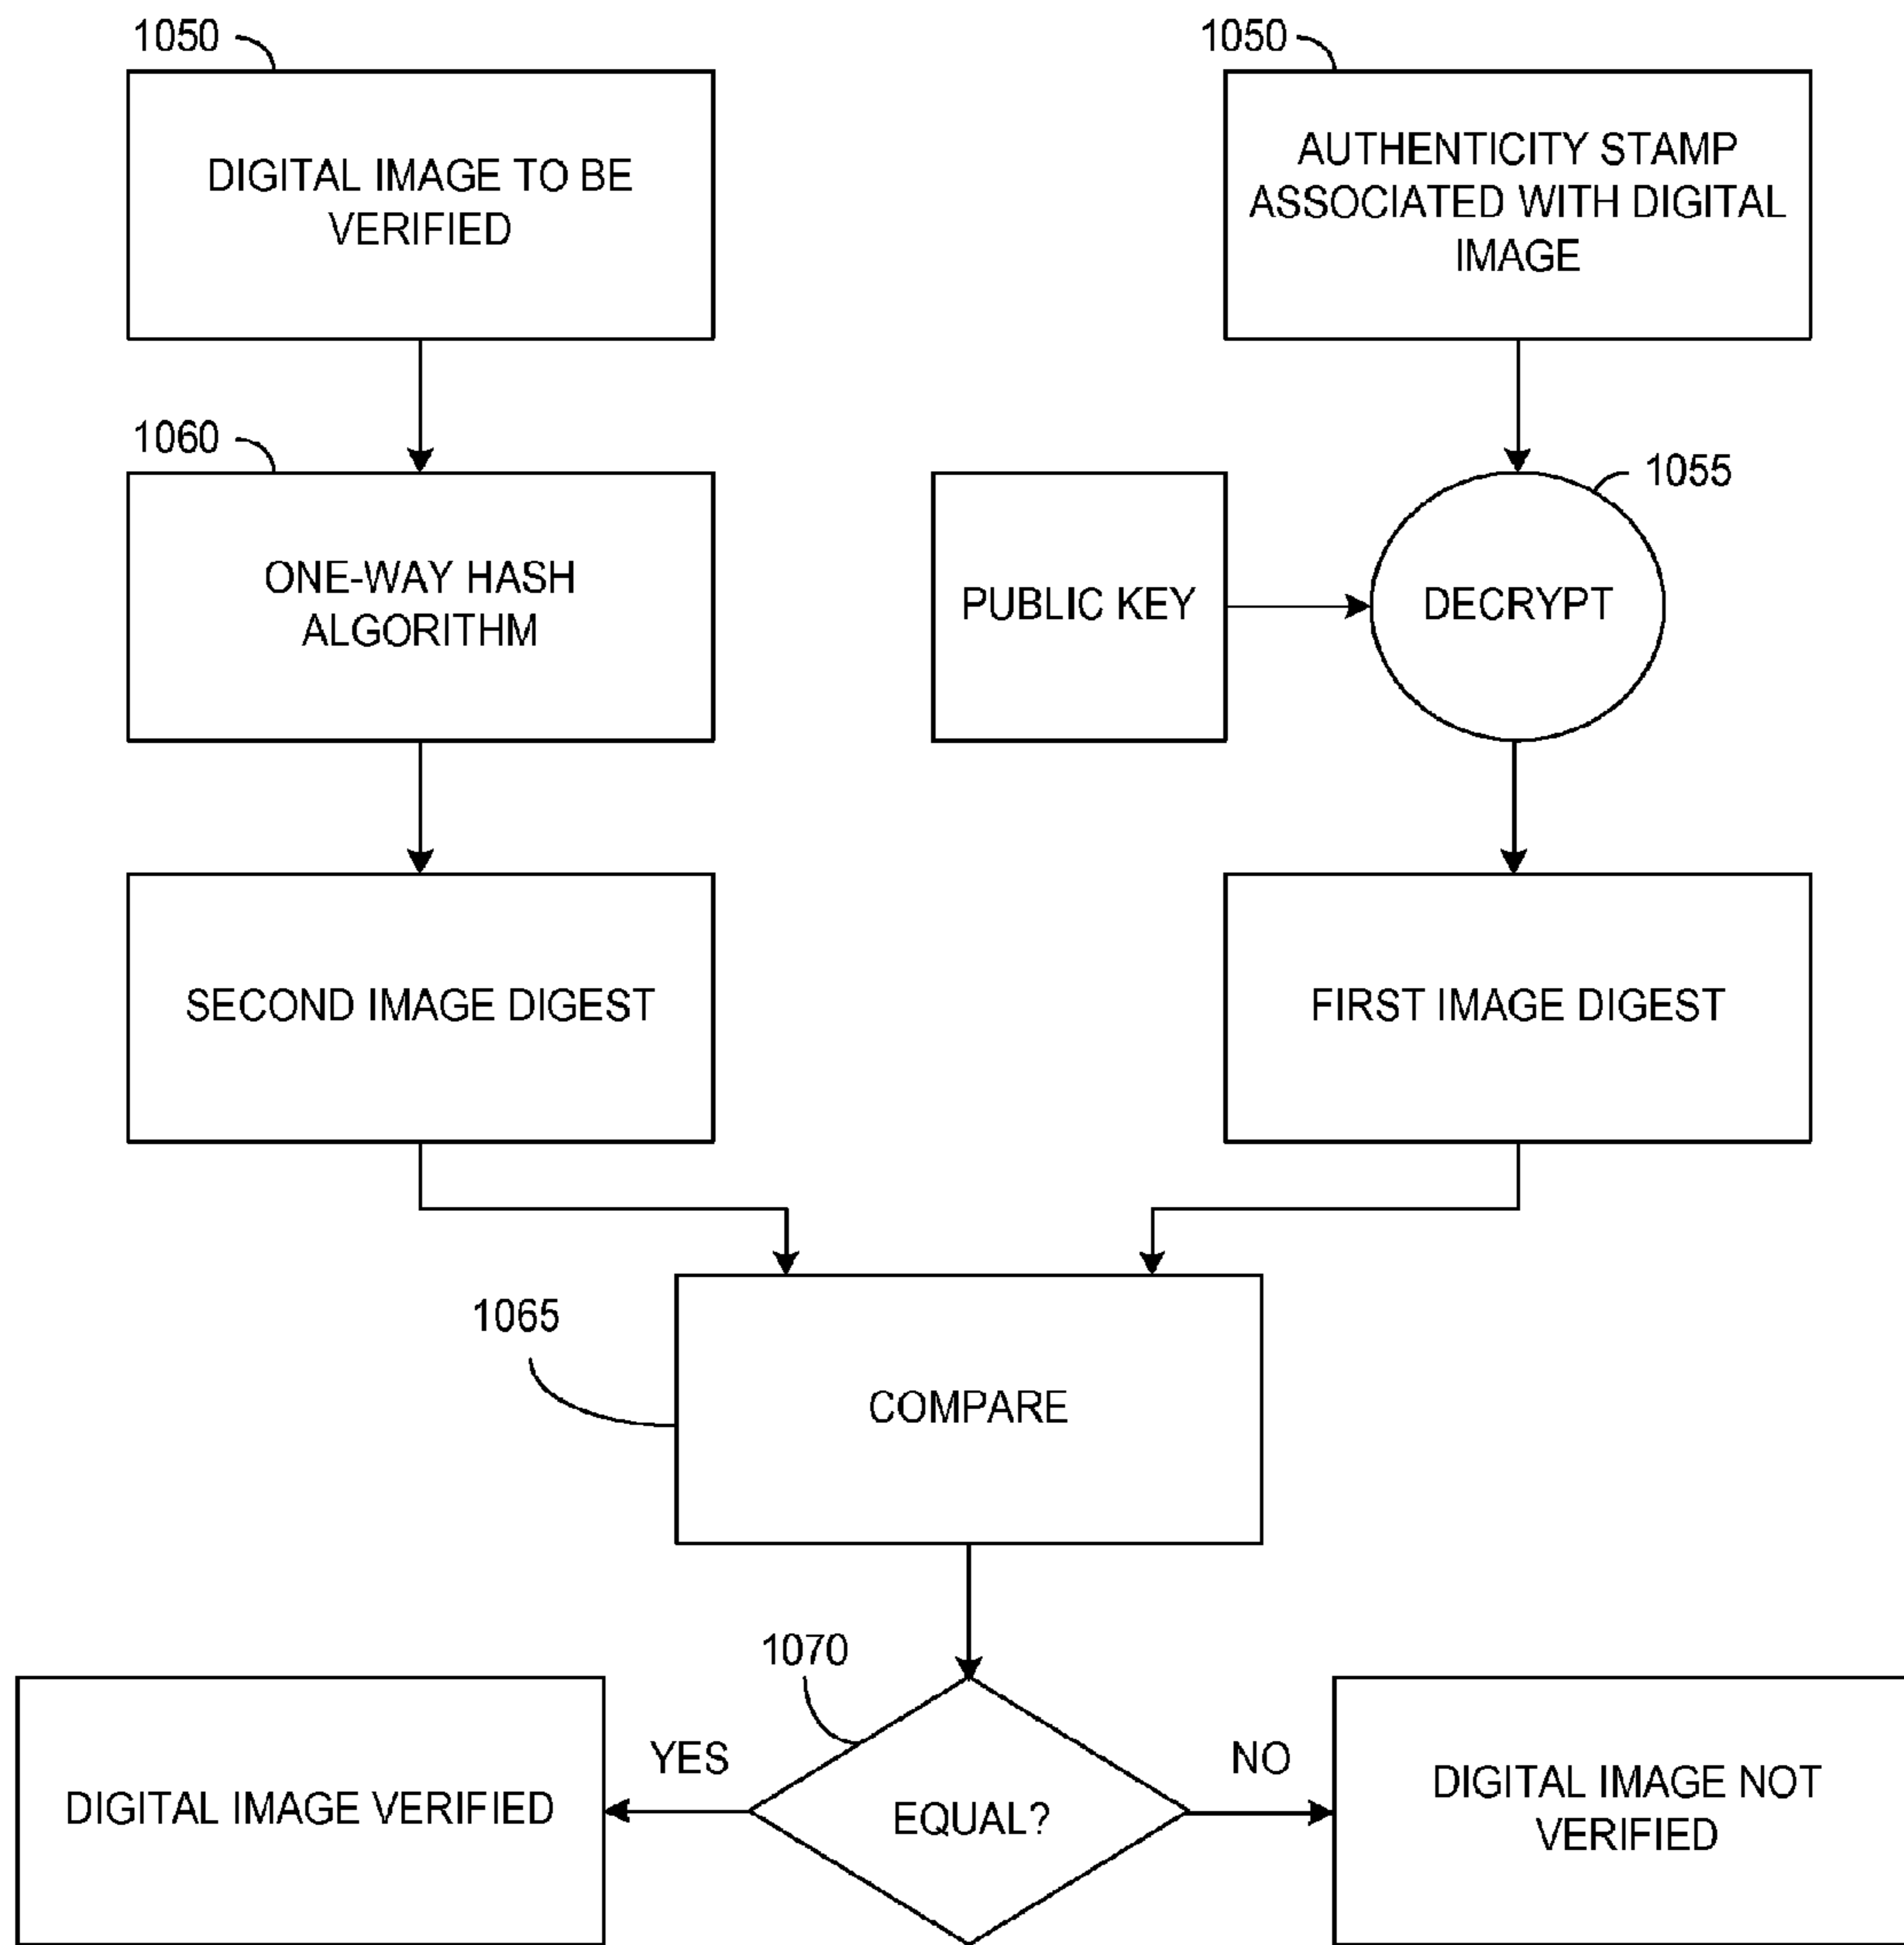 1050
1050
DIGITAL IMAGE TO BE
VERIFIED
AUTHENTICITY STAMP
ASSOCIATED WITH DIGITAL
IMAGE
1060
1055
ONE-WAY HASH
ALGORITHM
PUBLIC KEY
DECRYPT
SECOND IMAGE DIGEST
FIRST IMAGE DIGEST
1065
COMPARE
1070
YES
NO
DIGITAL IMAGE VERIFIED
EQUAL?
DIGITAL IMAGE NOT
VERIFIED